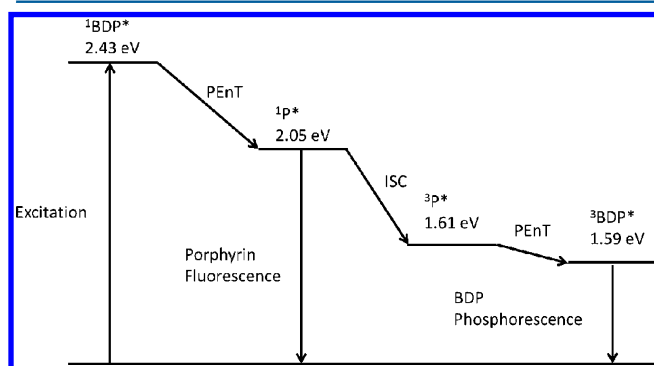 ¹BDP*
2.43 eV
PEnT
¹P*
2.05 eV
ISC
³P*
1.61 eV
PEnT
³BDP*
1.59 eV
Excitation
Porphyrin
Fluorescence
BDP
Phosphorescence